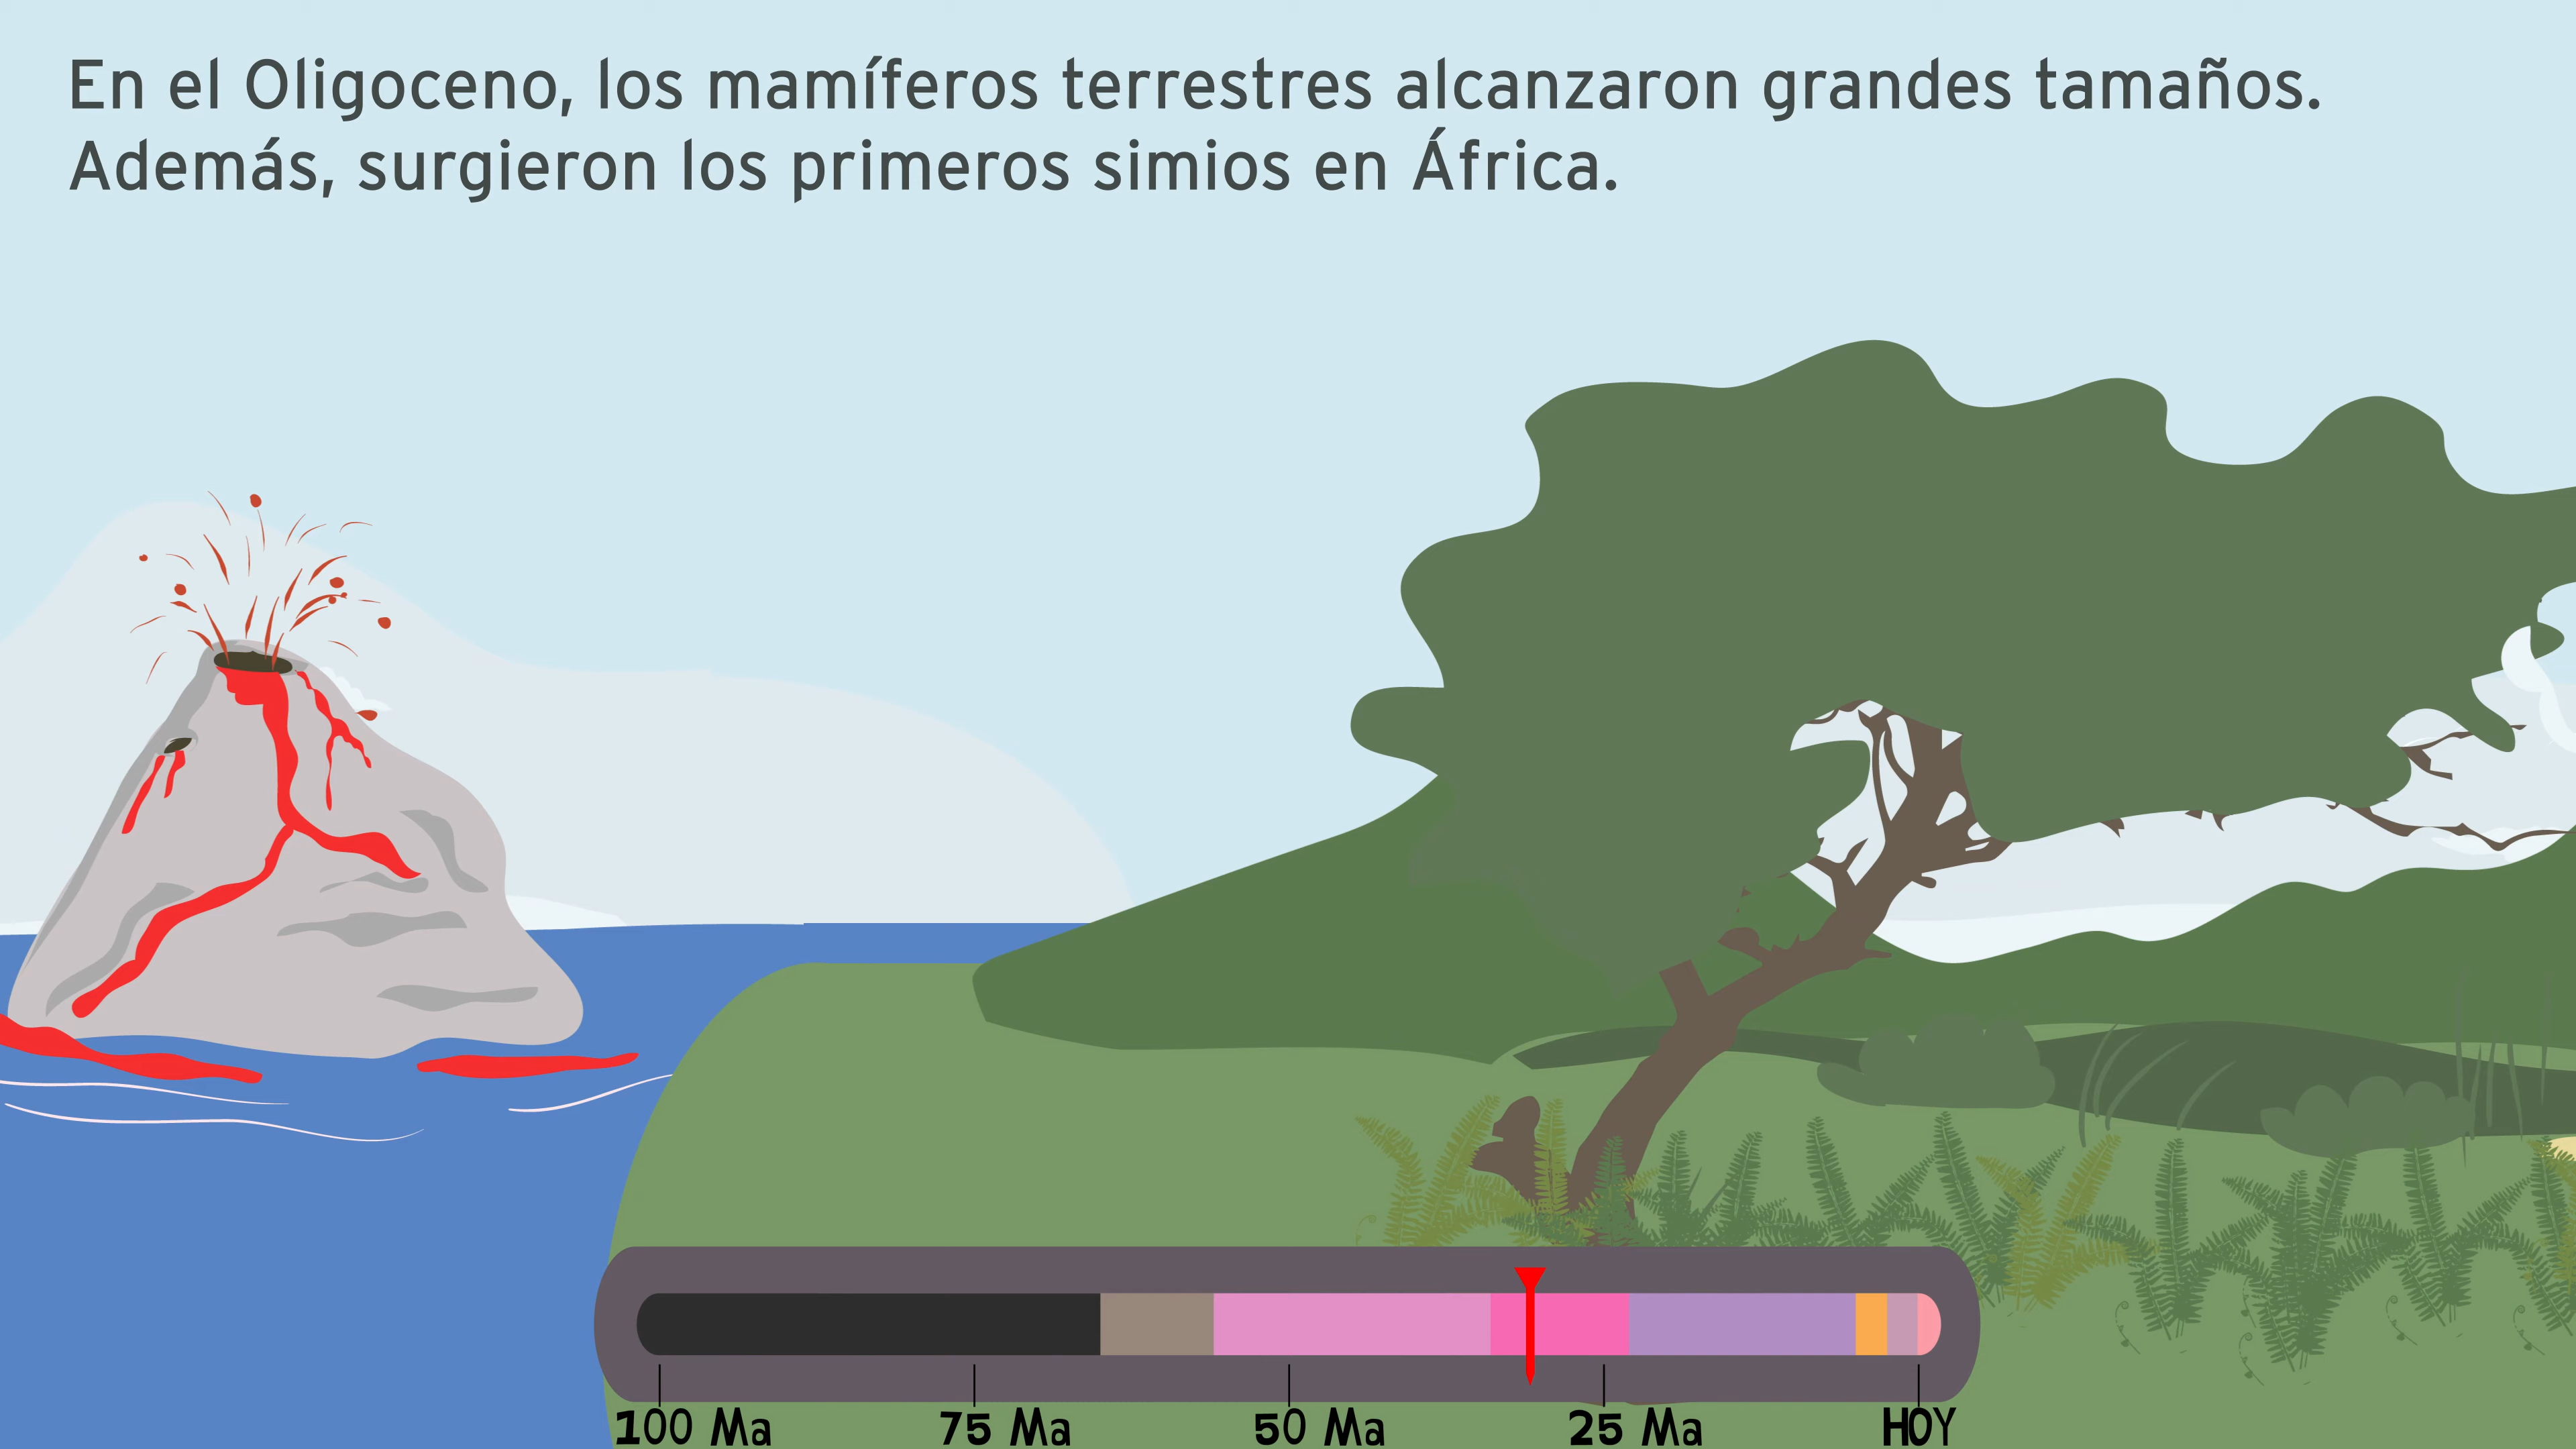 En el Oligoceno, los mamíferos terrestres alcanzaron grandes tamaños.
Además, surgieron los primeros simios en África.
100 Ma 75 Ma 50 Ma 25 Ma HOY